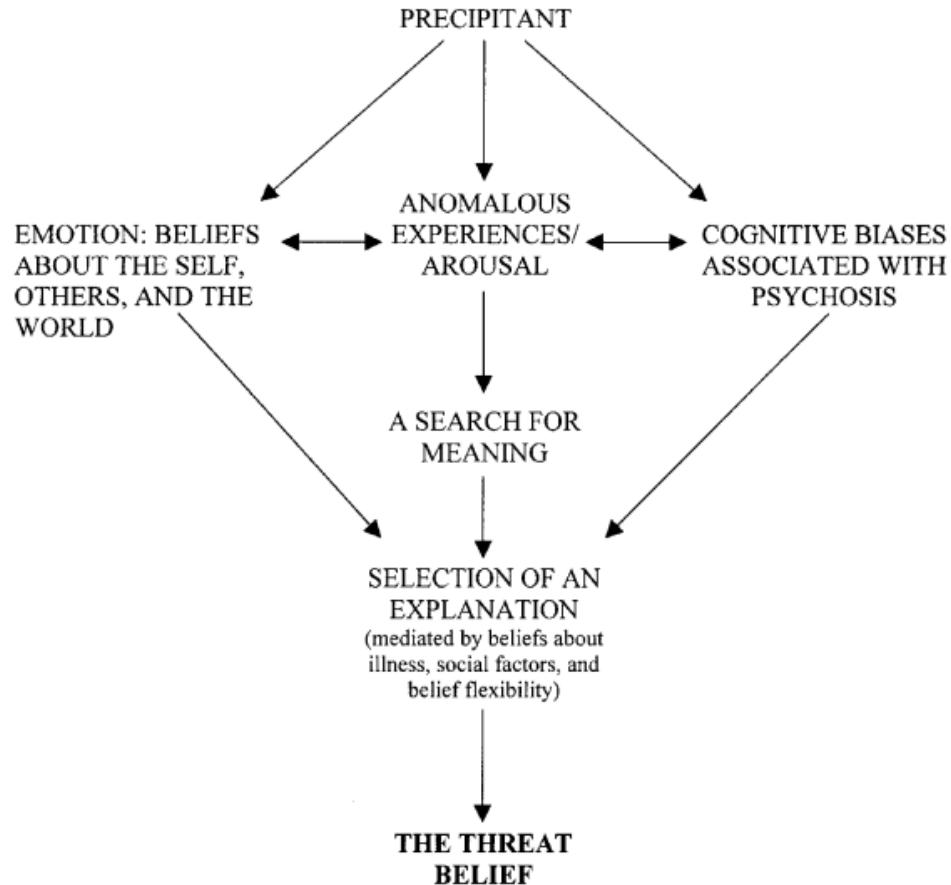 PRECIPITANT
ANOMALOUS
EXPERIENCES/
AROUSAL
EMOTION: BELIEFS
ABOUT THE SELF,
OTHERS, AND THE
WORLD
COGNITIVE BIASES
ASSOCIATED WITH
PSYCHOSIS
A SEARCH FOR
MEANING
SELECTION OF AN
EXPLANATION
(mediated by beliefs about
illness, social factors, and
belief flexibility)
THE THREAT
BELIEF